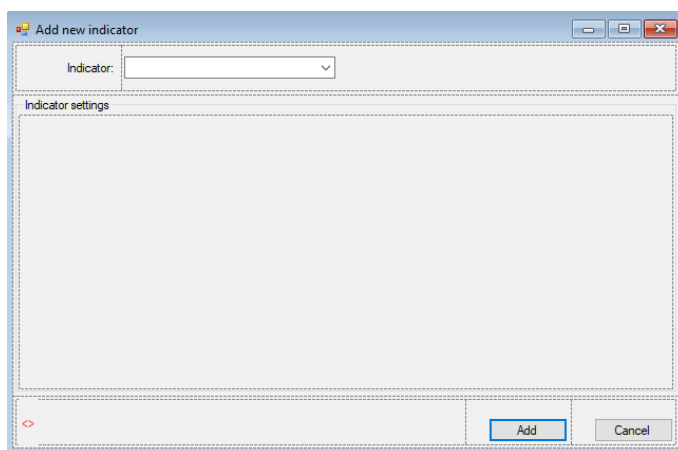 Add new indicator
Indicator:
Indicator settings
<>
Add
Cancel